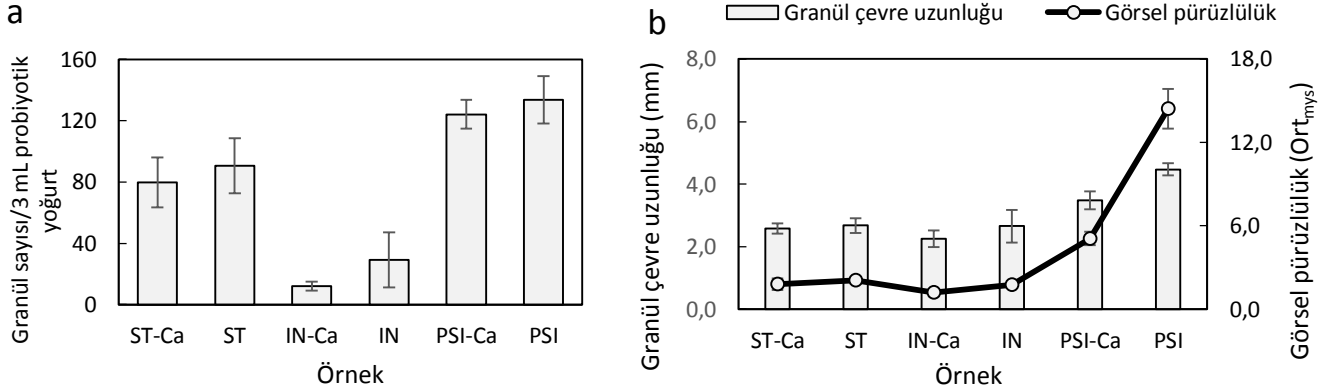 a
Granül sayısı/3 mL probiyotik
yoğurt
160
120
80
40
0
ST-Ca ST IN-Ca IN PSI-Ca PSI
Örnek
b
Granül çevre uzunluğu Görsel pürüzlülük
Granül çevre uzunluğu (mm)
8,0
6,0
4,0
2,0
0,0
18,0
12,0
6,0
0,0
Görsel pürüzlülük (Ort_mys)
ST-Ca ST IN-Ca IN PSI-Ca PSI
Örnek